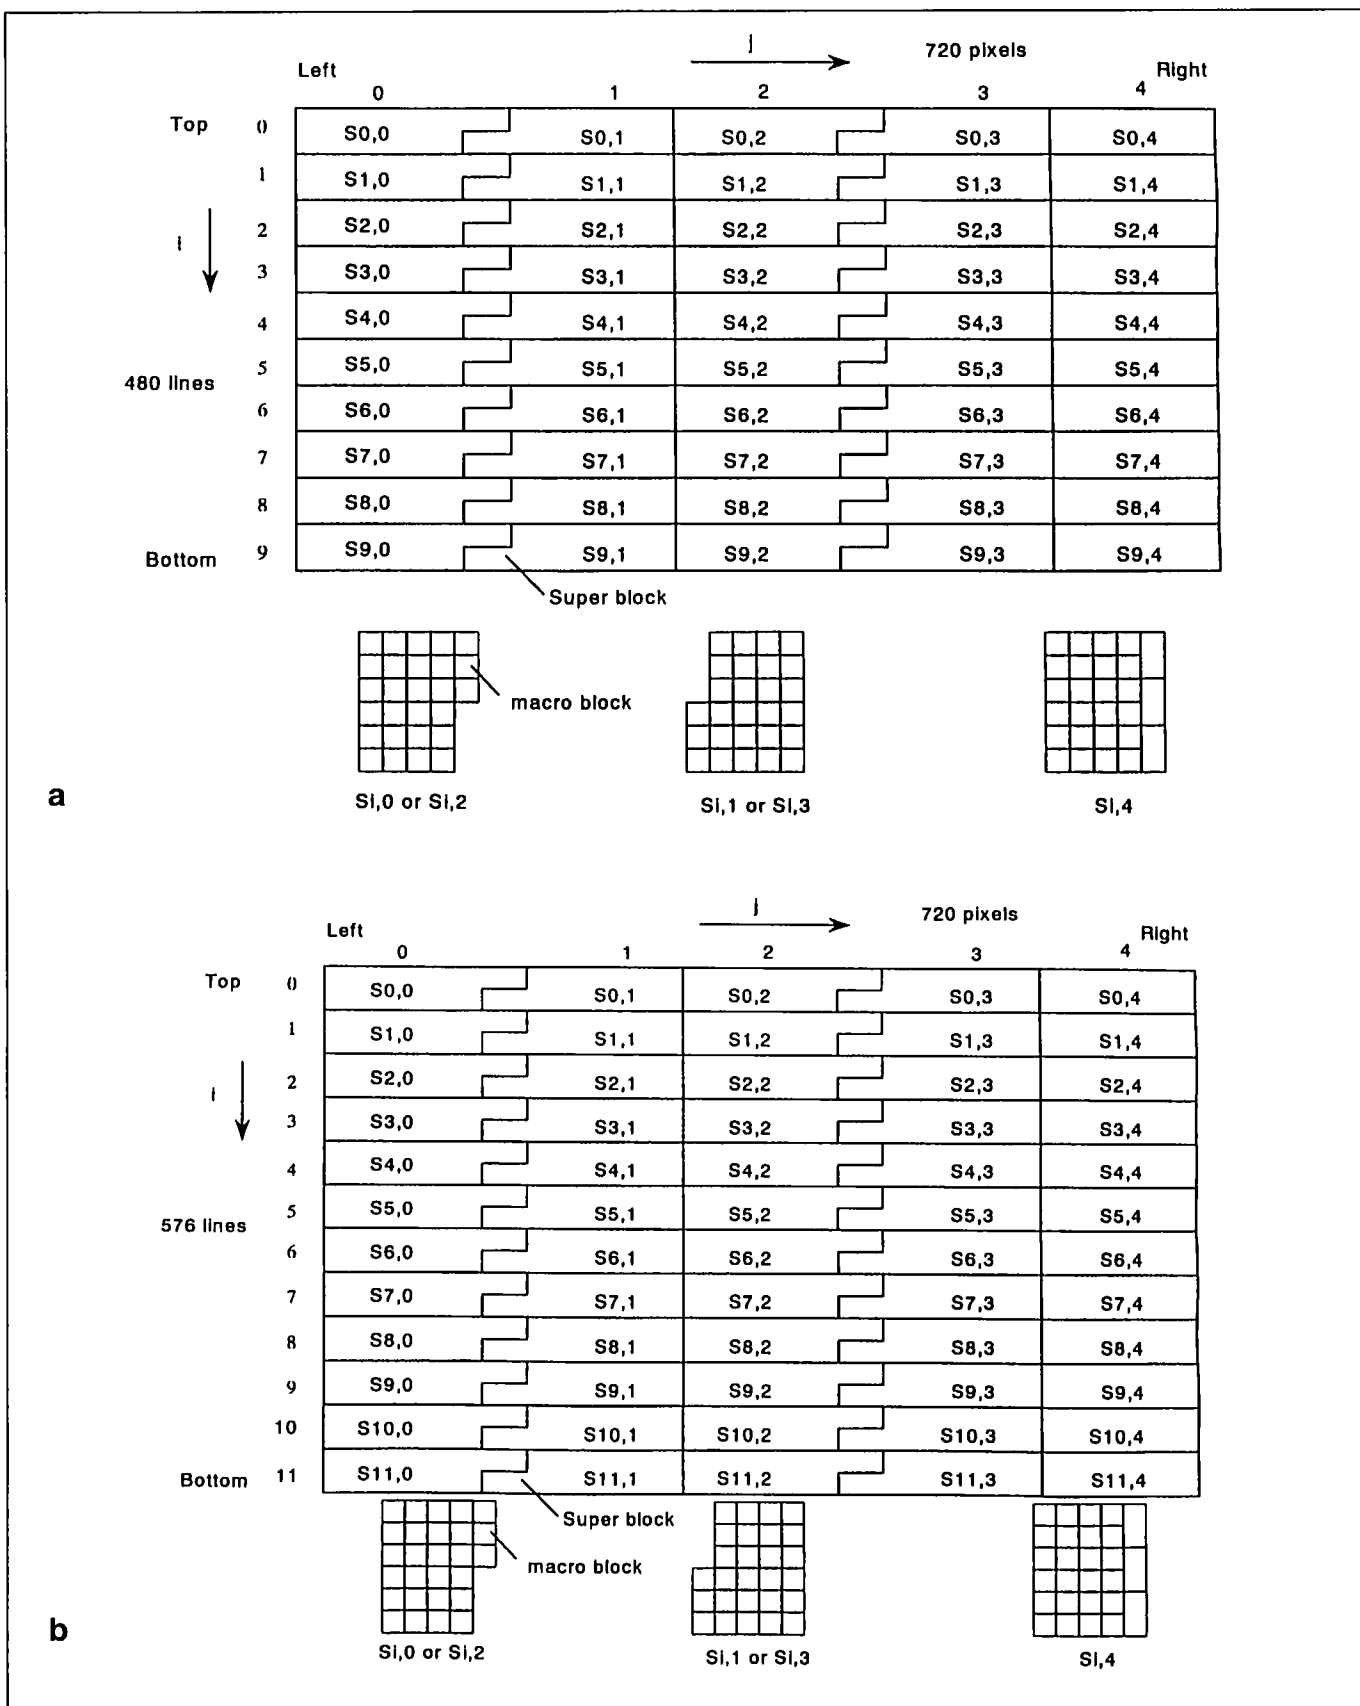 j
720 pixels
Left
Right
0 1 2 3 4
Top 0 S0,0 S0,1 S0,2 S0,3 S0,4
1 S1,0 S1,1 S1,2 S1,3 S1,4
i
2 S2,0 S2,1 S2,2 S2,3 S2,4
3 S3,0 S3,1 S3,2 S3,3 S3,4
4 S4,0 S4,1 S4,2 S4,3 S4,4
480 lines
5 S5,0 S5,1 S5,2 S5,3 S5,4
6 S6,0 S6,1 S6,2 S6,3 S6,4
7 S7,0 S7,1 S7,2 S7,3 S7,4
8 S8,0 S8,1 S8,2 S8,3 S8,4
Bottom 9 S9,0 S9,1 S9,2 S9,3 S9,4
Super block
macro block
a
Si,0 or Si,2 Si,1 or Si,3 Si,4
j
720 pixels
Left
Right
0 1 2 3 4
Top 0 S0,0 S0,1 S0,2 S0,3 S0,4
1 S1,0 S1,1 S1,2 S1,3 S1,4
i
2 S2,0 S2,1 S2,2 S2,3 S2,4
3 S3,0 S3,1 S3,2 S3,3 S3,4
4 S4,0 S4,1 S4,2 S4,3 S4,4
576 lines
5 S5,0 S5,1 S5,2 S5,3 S5,4
6 S6,0 S6,1 S6,2 S6,3 S6,4
7 S7,0 S7,1 S7,2 S7,3 S7,4
8 S8,0 S8,1 S8,2 S8,3 S8,4
9 S9,0 S9,1 S9,2 S9,3 S9,4
10 S10,0 S10,1 S10,2 S10,3 S10,4
Bottom 11 S11,0 S11,1 S11,2 S11,3 S11,4
Super block
macro block
b
Si,0 or Si,2 Si,1 or Si,3 Si,4